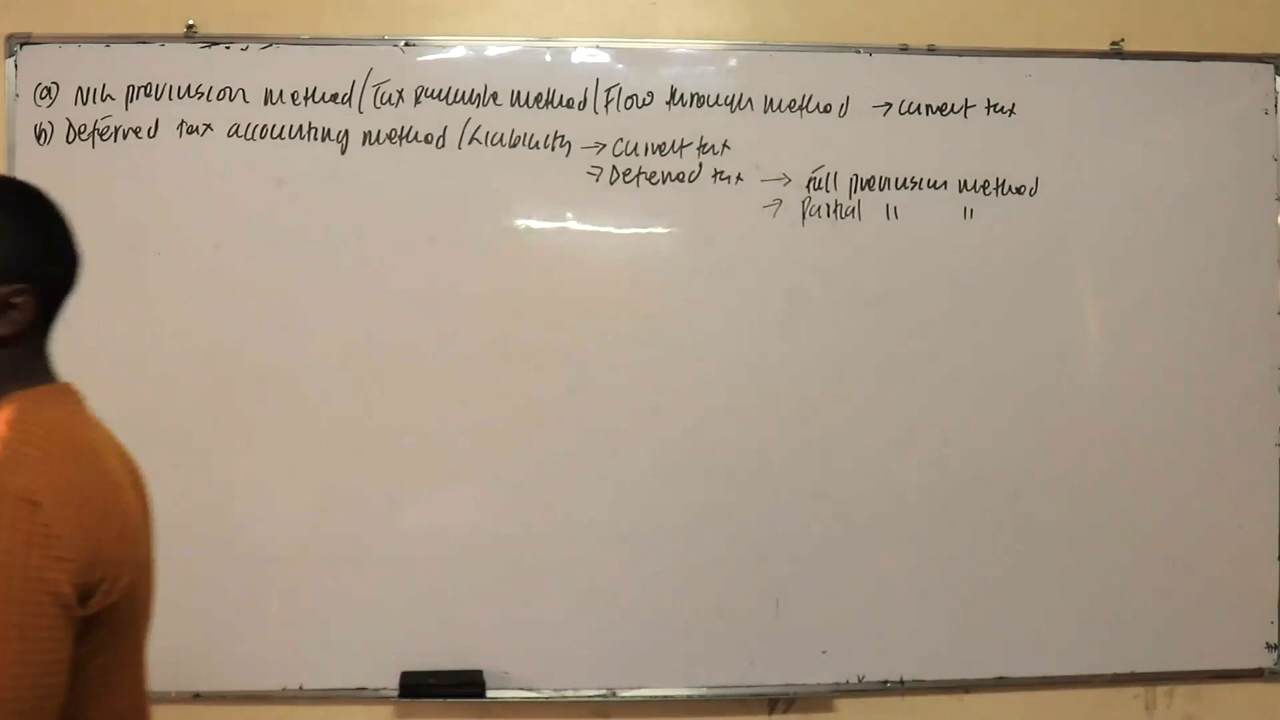 (a) Nil provision method/Tax payable method/Flow through method → current tax
(b) Deferred tax accounting method/Liability → current tax
→ Deferred tax → Full provision method
→ Partial " "